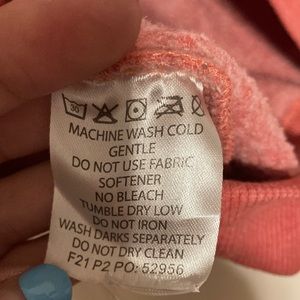 30
MACHINE WASH COLD
GENTLE
DO NOT USE FABRIC
SOFTENER
NO BLEACH
TUMBLE DRY LOW
DO NOT IRON
WASH DARKS SEPARATELY
DO NOT DRY CLEAN
F21 P2 PO: 52956